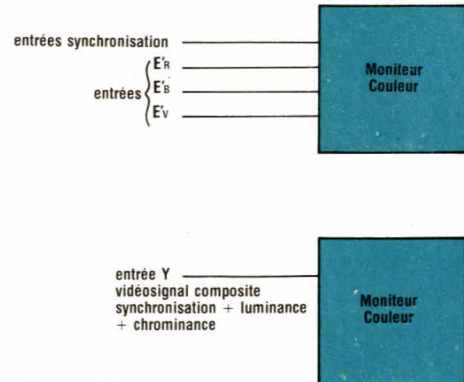 entrées synchronisation
E'R
entrées
E'B
E'V
Moniteur
Couleur
entrée Y
vidéosignal composite
synchronisation + luminance
+ chrominance
Moniteur
Couleur